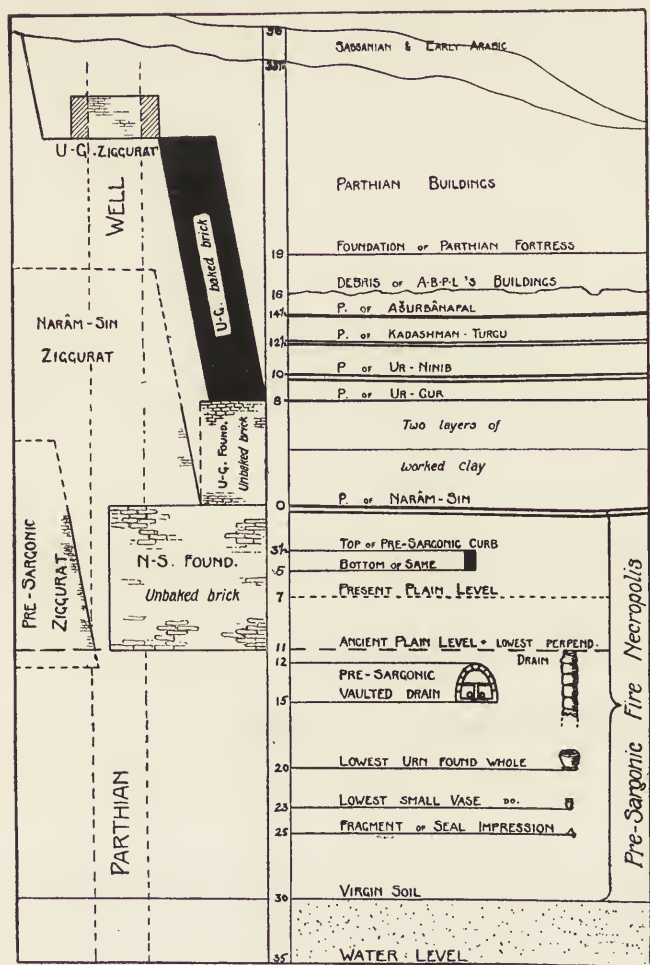 36
SASSANIAN & EARLY ARABIC
33½
U-G. ZIGGURAT
WELL
PARTHIAN BUILDINGS
U-G. baked brick
19
FOUNDATION OF PARTHIAN FORTRESS
DEBRIS OF A-B-P-L'S BUILDINGS
16
P. OF AŠURBÂNAPAL
14½
NARÂM-SIN
ZIGGURAT
P. OF KADASHMAN-TURGU
12½
P. OF UR-NINIB
10
P. OF UR-GUR
8
U-G. FOUND.
Unbaked brick
Two layers of
worked clay
0
P. OF NARÂM-SIN
PRE-SARGONIC
ZIGGURAT
N-S. FOUND.
Unbaked brick
3½
TOP OF PRE-SARGONIC CURB
BOTTOM OF SAME
5
PRESENT PLAIN LEVEL
7
ANCIENT PLAIN LEVEL + LOWEST PERPEND.
11
DRAIN
12
PRE-SARGONIC
VAULTED DRAIN
15
LOWEST URN FOUND WHOLE
20
LOWEST SMALL VASE DO.
23
FRAGMENT OF SEAL IMPRESSION
25
PARTHIAN
VIRGIN SOIL
30
WATER LEVEL
35
Pre-Sargonic Fire Necropolis